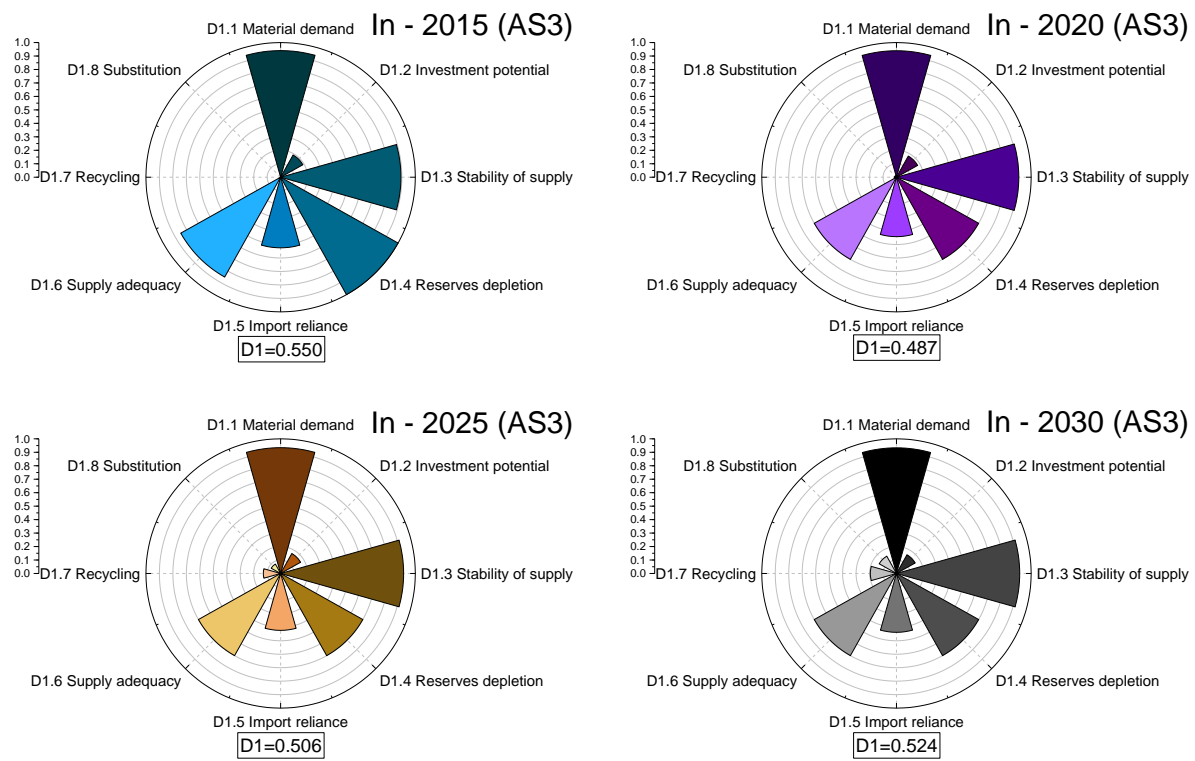 In - 2015 (AS3)
D1.1 Material demand
D1.8 Substitution
D1.2 Investment potential
1.0
0.9
0.8
0.7
0.6
0.5
0.4
0.3
0.2
0.1
0.0
D1.7 Recycling
D1.3 Stability of supply
D1.6 Supply adequacy
D1.4 Reserves depletion
D1.5 Import reliance
D1=0.550
In - 2020 (AS3)
D1.1 Material demand
D1.8 Substitution
D1.2 Investment potential
1.0
0.9
0.8
0.7
0.6
0.5
0.4
0.3
0.2
0.1
0.0
D1.7 Recycling
D1.3 Stability of supply
D1.6 Supply adequacy
D1.4 Reserves depletion
D1.5 Import reliance
D1=0.487
In - 2025 (AS3)
D1.1 Material demand
D1.8 Substitution
D1.2 Investment potential
1.0
0.9
0.8
0.7
0.6
0.5
0.4
0.3
0.2
0.1
0.0
D1.7 Recycling
D1.3 Stability of supply
D1.6 Supply adequacy
D1.4 Reserves depletion
D1.5 Import reliance
D1=0.506
In - 2030 (AS3)
D1.1 Material demand
D1.8 Substitution
D1.2 Investment potential
1.0
0.9
0.8
0.7
0.6
0.5
0.4
0.3
0.2
0.1
0.0
D1.7 Recycling
D1.3 Stability of supply
D1.6 Supply adequacy
D1.4 Reserves depletion
D1.5 Import reliance
D1=0.524